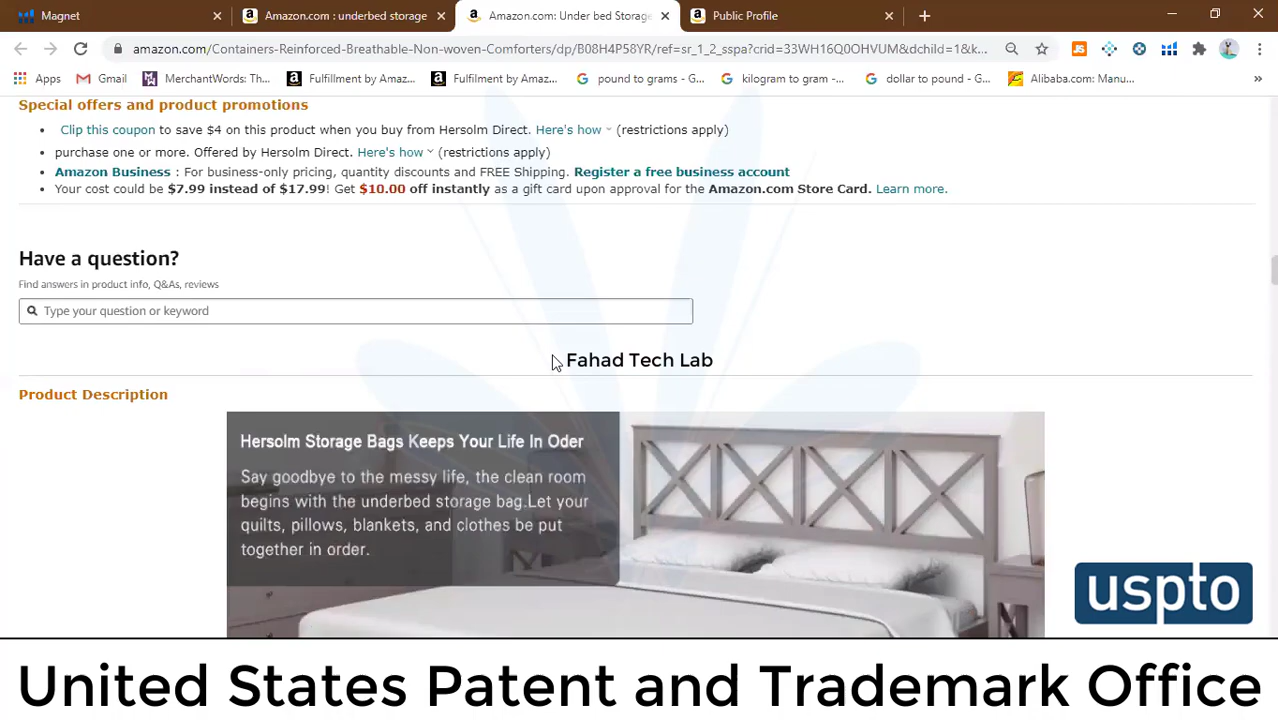 Magnet
Amazon.com : underbed storage
Amazon.com: Under bed Storage
Public Profile
amazon.com/Containers-Reinforced-Breathable-Non-woven-Comforters/dp/B08H4P58YR/ref=sr_1_2_sspa?crid=33WH16Q0OHVUM&dchild=1&k...
Apps
Gmail
MerchantWords: Th...
Fulfillment by Amaz...
Fulfilment by Amaz...
pound to grams - G...
kilogram to gram -...
dollar to pound - G...
Alibaba.com: Manu...
Special offers and product promotions
Clip this coupon to save $4 on this product when you buy from Hersolm Direct. Here's how (restrictions apply)
purchase one or more. Offered by Hersolm Direct. Here's how (restrictions apply)
Amazon Business : For business-only pricing, quantity discounts and FREE Shipping. Register a free business account
Your cost could be $7.99 instead of $17.99! Get $10.00 off instantly as a gift card upon approval for the Amazon.com Store Card. Learn more.
Have a question?
Find answers in product info, Q&As, reviews
Type your question or keyword
Fahad Tech Lab
Product Description
Hersolm Storage Bags Keeps Your Life In Oder
Say goodbye to the messy life, the clean room
begins with the underbed storage bag.Let your
quilts, pillows, blankets, and clothes be put
together in order.
uspto
United States Patent and Trademark Office